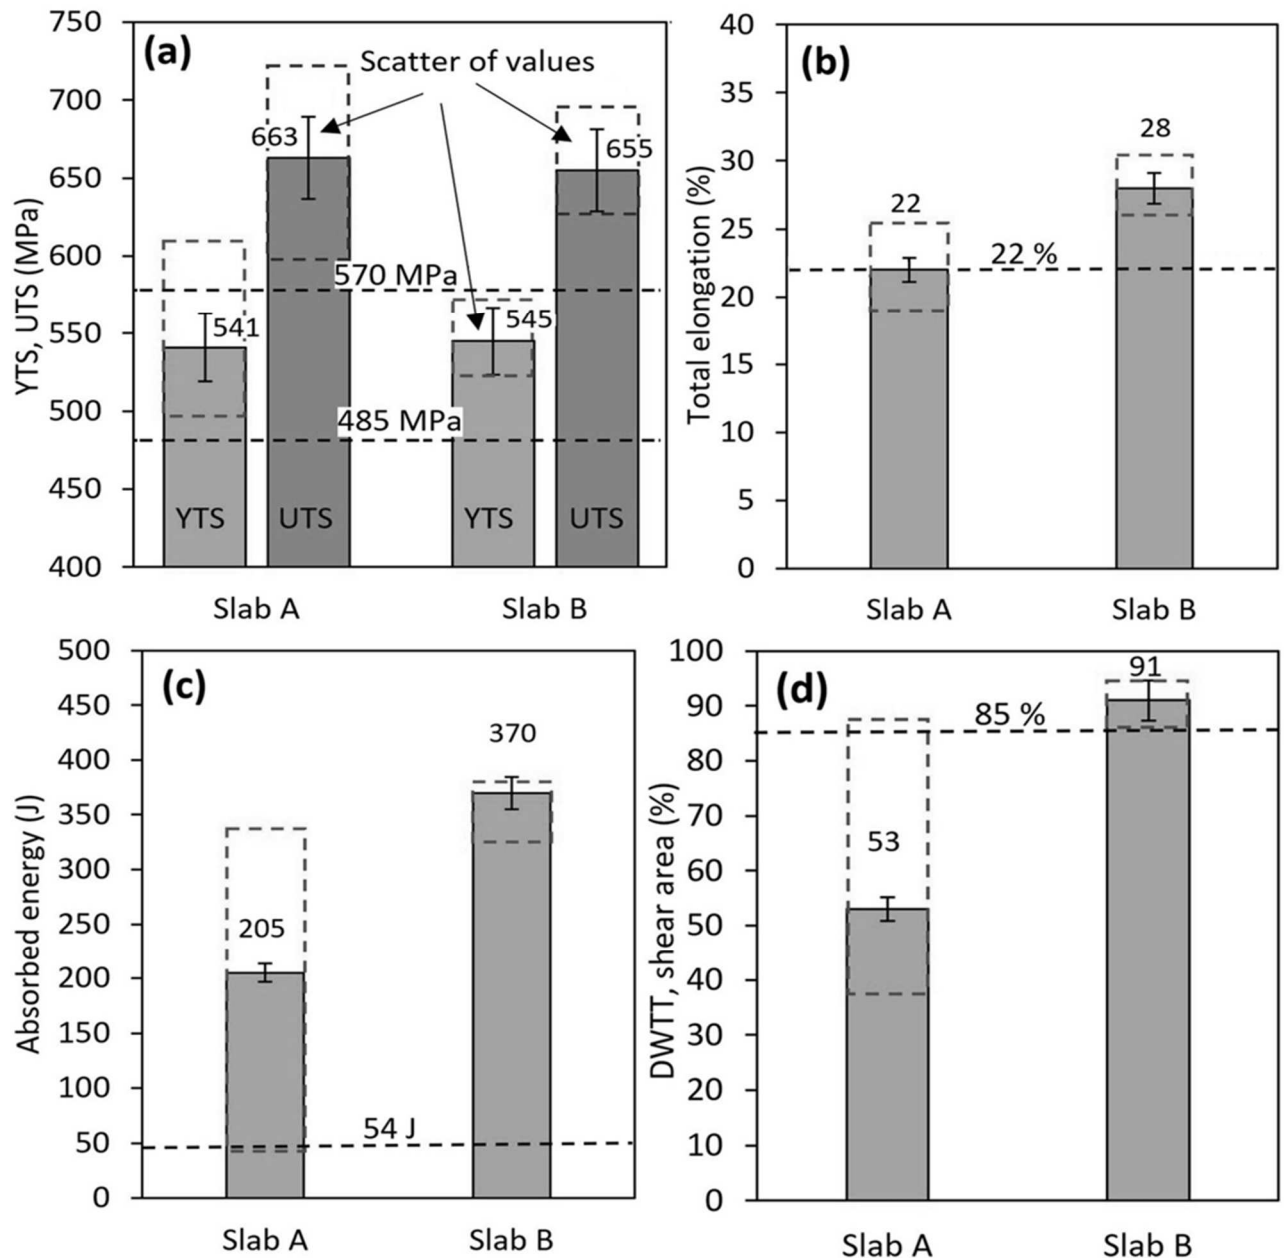 (a)
Scatter of values
YTS, UTS (MPa)
750
700
650
600
550
500
450
400
663
655
541
545
570 MPa
485 MPa
YTS
UTS
YTS
UTS
Slab A
Slab B
(b)
Total elongation (%)
40
35
30
25
20
15
10
5
0
22
28
22 %
Slab A
Slab B
(c)
Absorbed energy (J)
500
450
400
350
300
250
200
150
100
50
0
205
370
54 J
Slab A
Slab B
(d)
DWTT, shear area (%)
100
90
80
70
60
50
40
30
20
10
0
53
91
85 %
Slab A
Slab B